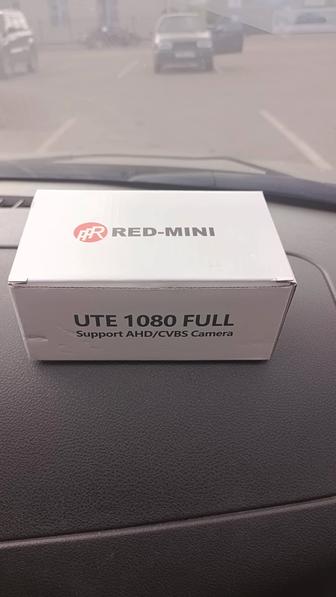 RED-MINI
UTE 1080 FULL
Support AHD/CVBS Camera